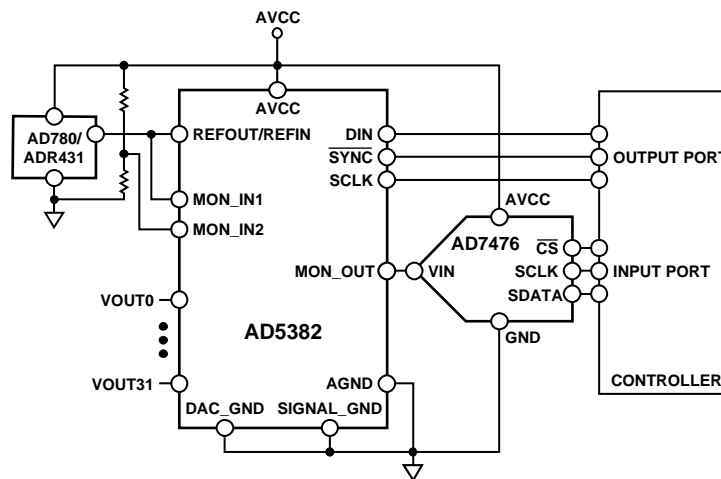 AVCC
AVCC
AD780/
ADR431
REFOUT/REFIN
DIN
SYNC
OUTPUT PORT
SCLK
MON_IN1
AVCC
MON_IN2
AD7476
CS
MON_OUT
VIN
SCLK
INPUT PORT
SDATA
VOUT0
AD5382
GND
VOUT31
AGND
CONTROLLER
DAC_GND
SIGNAL_GND